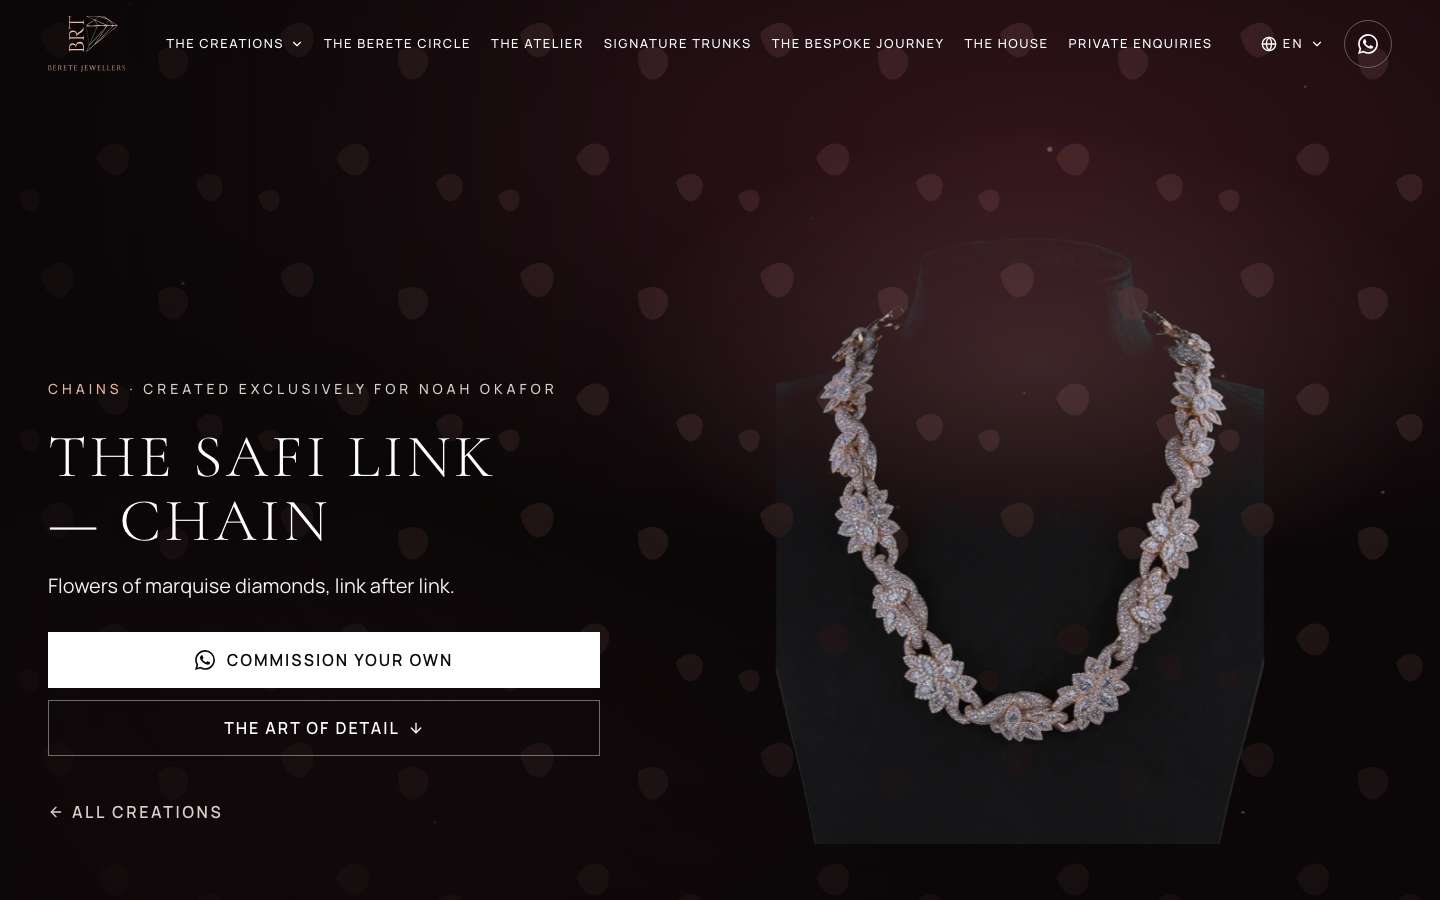 BRT
BERETE JEWELLERS
THE CREATIONS
THE BERETE CIRCLE
THE ATELIER
SIGNATURE TRUNKS
THE BESPOKE JOURNEY
THE HOUSE
PRIVATE ENQUIRIES
EN
CHAINS · CREATED EXCLUSIVELY FOR NOAH OKAFOR
THE SAFI LINK
— CHAIN
Flowers of marquise diamonds, link after link.
COMMISSION YOUR OWN
THE ART OF DETAIL ↓
← ALL CREATIONS